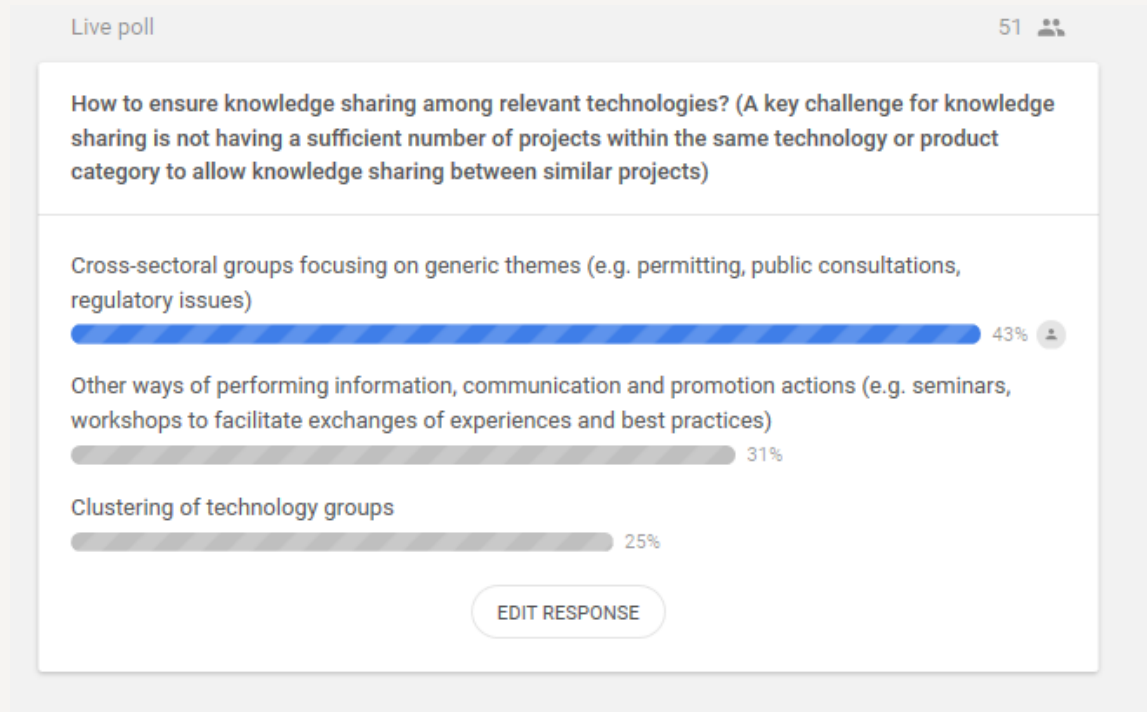 Live poll
51
How to ensure knowledge sharing among relevant technologies? (A key challenge for knowledge
sharing is not having a sufficient number of projects within the same technology or product
category to allow knowledge sharing between similar projects)
Cross-sectoral groups focusing on generic themes (e.g. permitting, public consultations,
regulatory issues)
43%
Other ways of performing information, communication and promotion actions (e.g. seminars,
workshops to facilitate exchanges of experiences and best practices)
31%
Clustering of technology groups
25%
EDIT RESPONSE